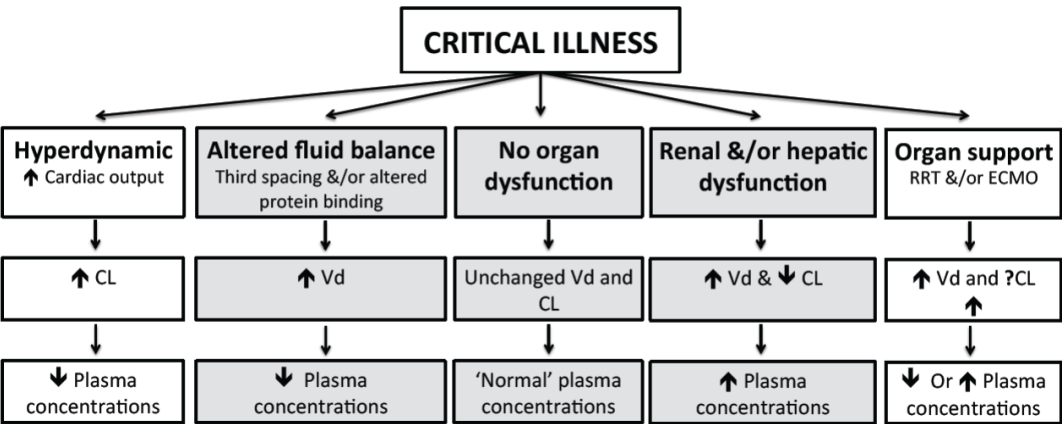 CRITICAL ILLNESS
Hyperdynamic
↑ Cardiac output
Altered fluid balance
Third spacing &/or altered
protein binding
No organ
dysfunction
Renal &/or hepatic
dysfunction
Organ support
RRT &/or ECMO
↑ CL
↑ Vd
Unchanged Vd and
CL
↑ Vd & ↓ CL
↑ Vd and ?CL
↑
↓ Plasma
concentrations
↓ Plasma
concentrations
‘Normal’ plasma
concentrations
↑ Plasma
concentrations
↓ Or ↑ Plasma
concentrations